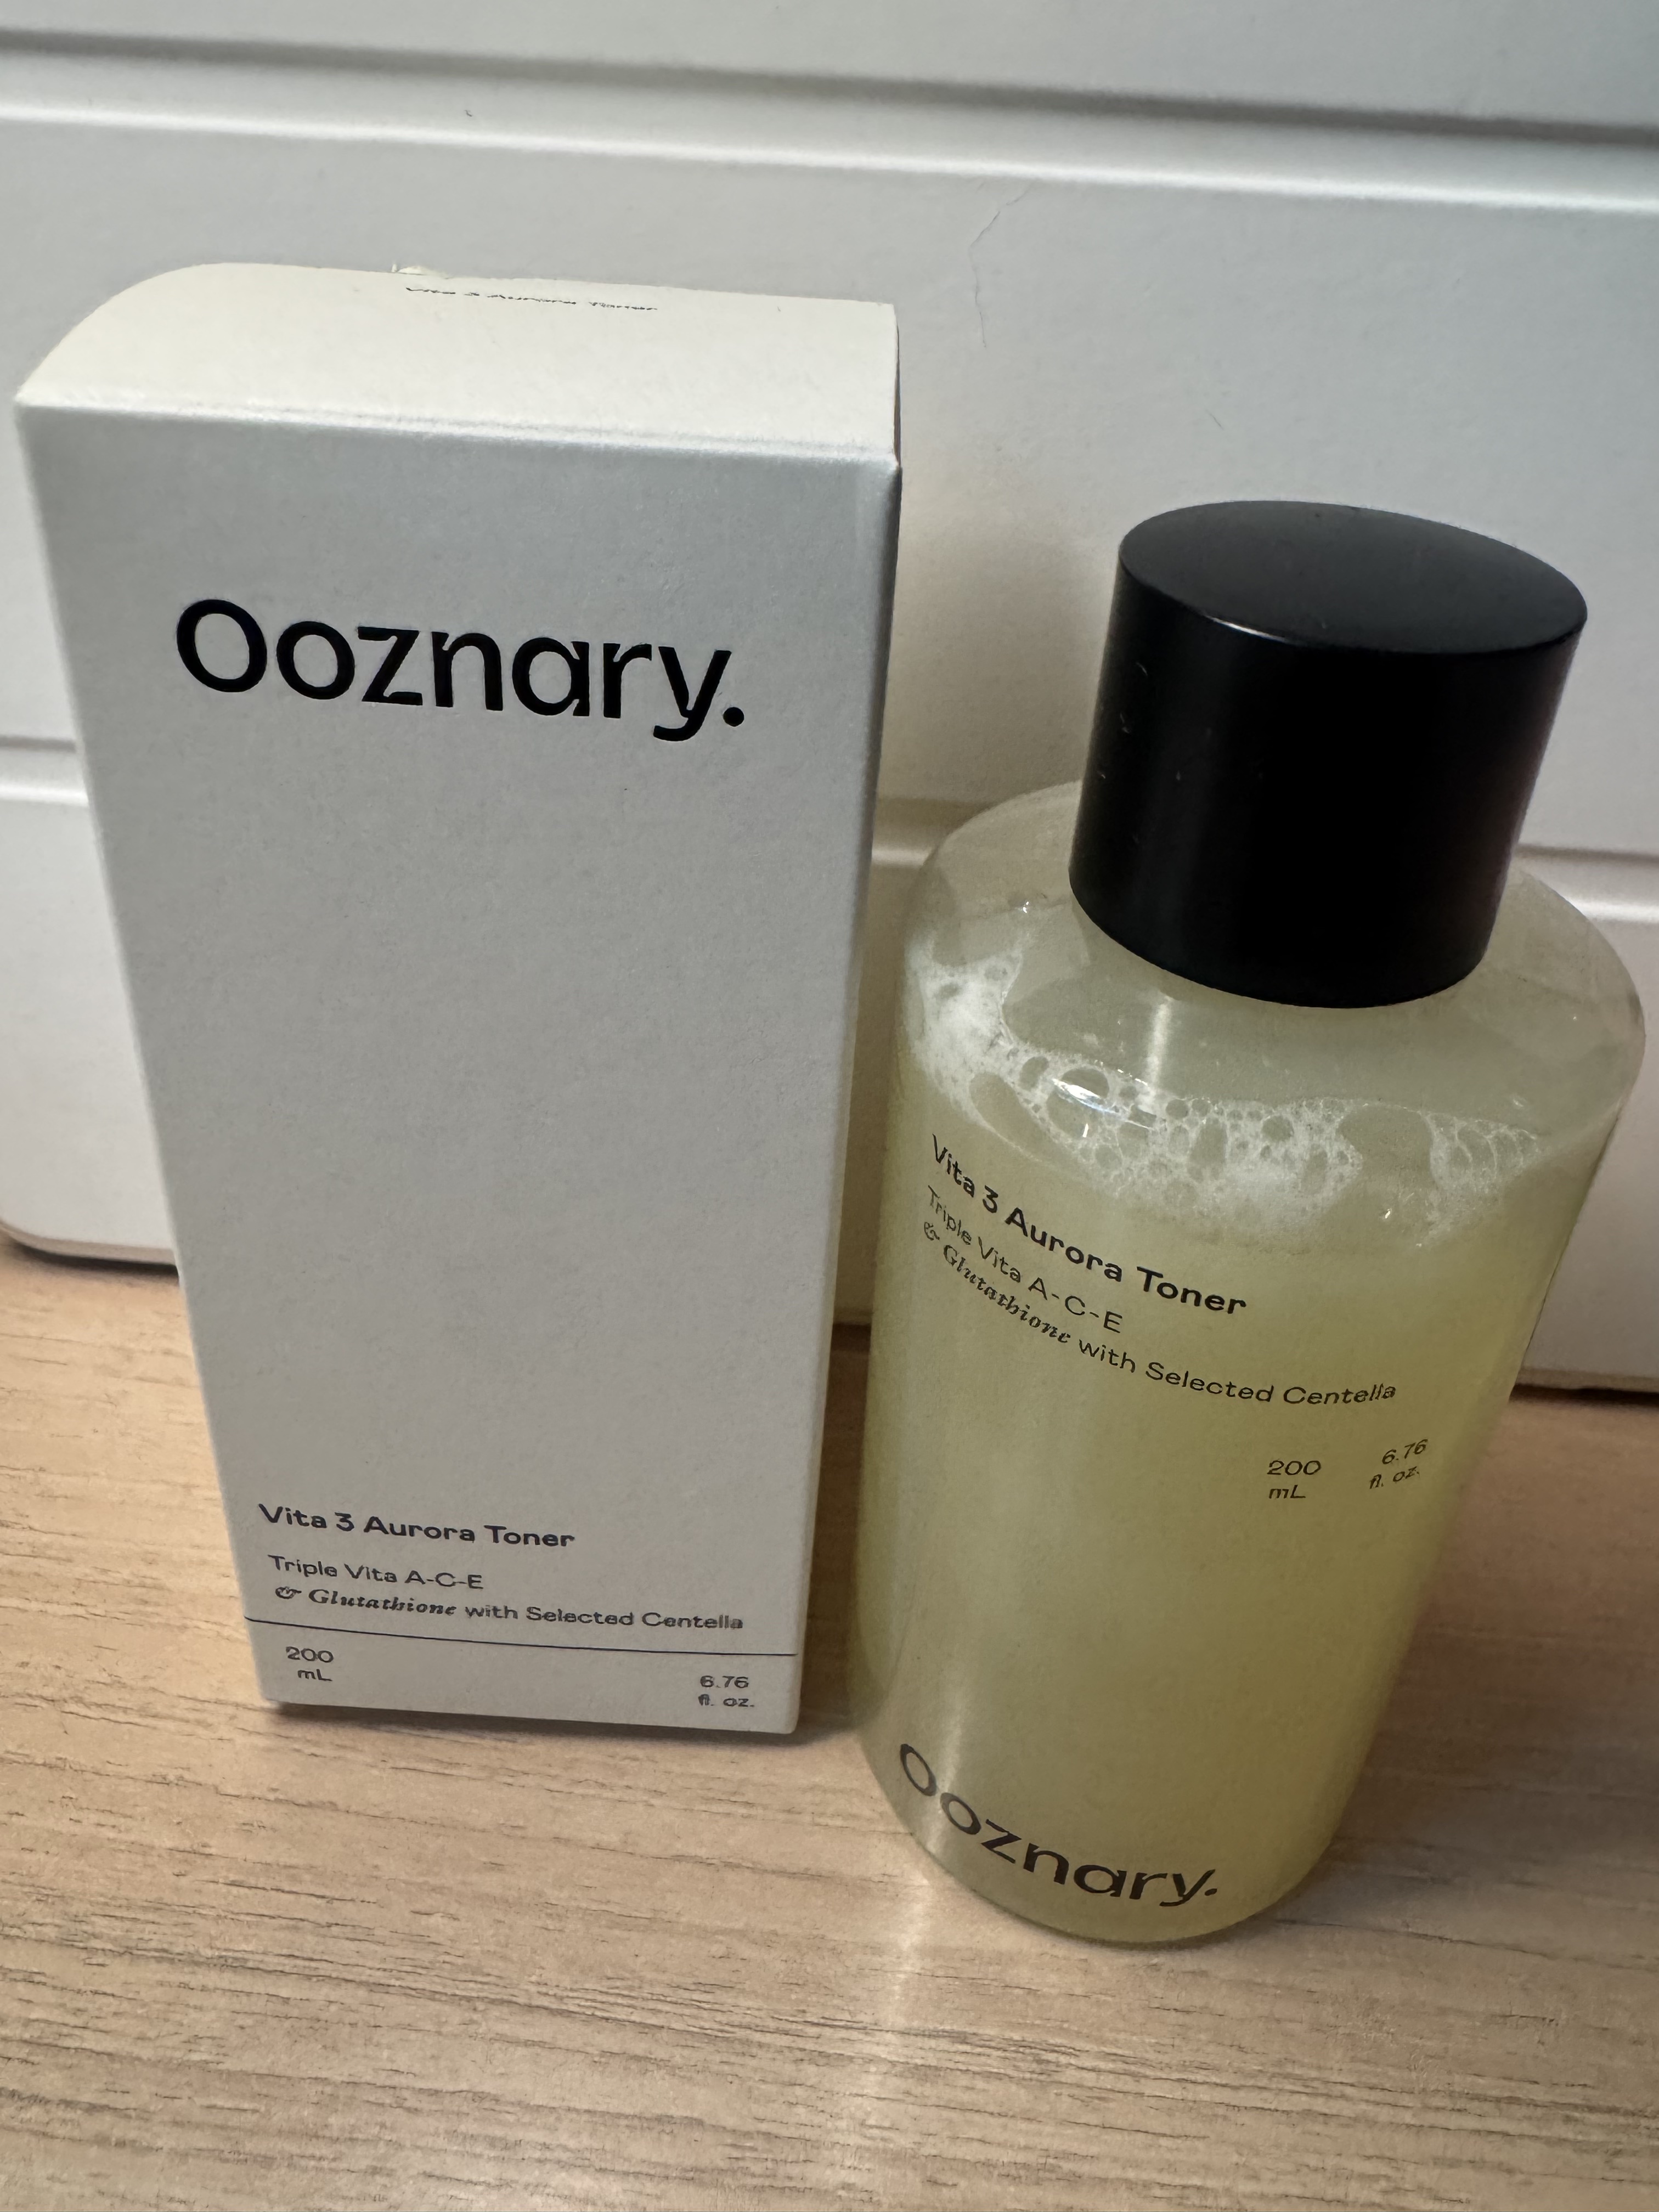 Vita 3 Aurora Toner
Ooznary.
Vita 3 Aurora Toner
Triple Vita A-C-E
& Glutathione with Selected Centella
200
mL
6.76
fl. oz.
Vita 3 Aurora Toner
Triple Vita A-C-E
& Glutathione with Selected Centella
200
mL
6.76
fl. oz.
Ooznary.